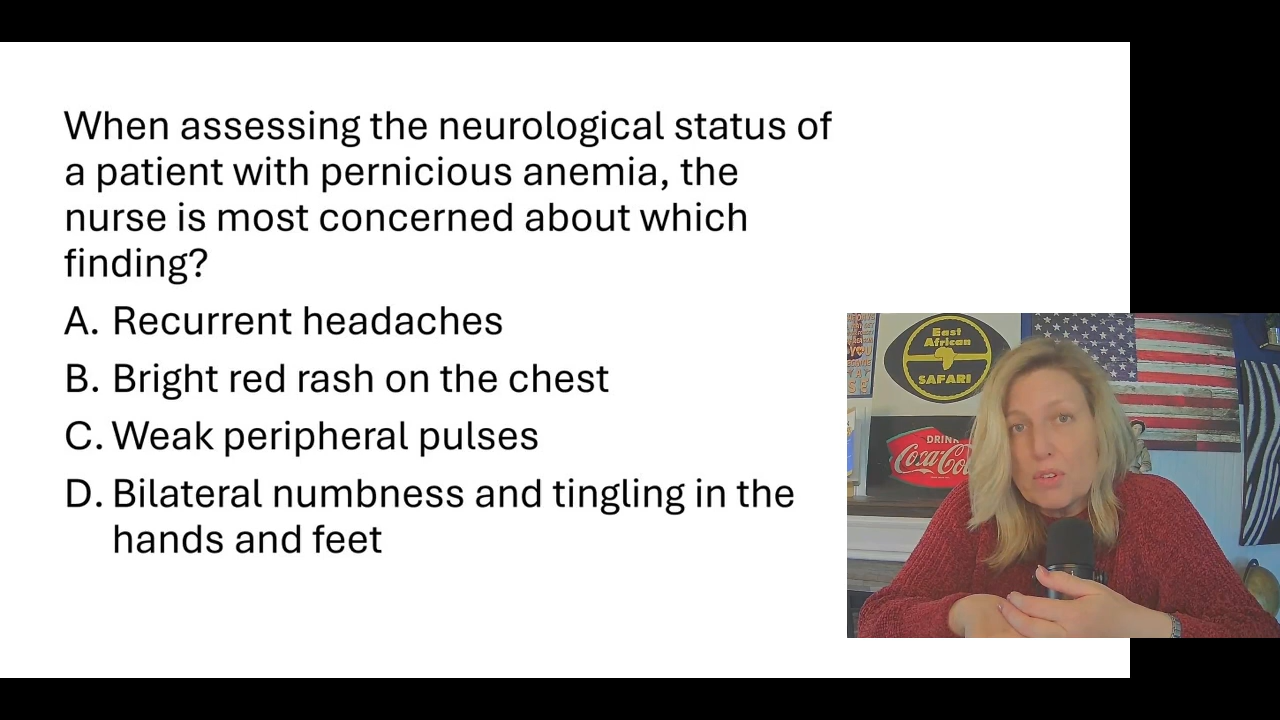 When assessing the neurological status of
a patient with pernicious anemia, the
nurse is most concerned about which
finding?
A. Recurrent headaches
B. Bright red rash on the chest
C. Weak peripheral pulses
D. Bilateral numbness and tingling in the
hands and feet
East
African
SAFARI
DRINK
Coca-Co